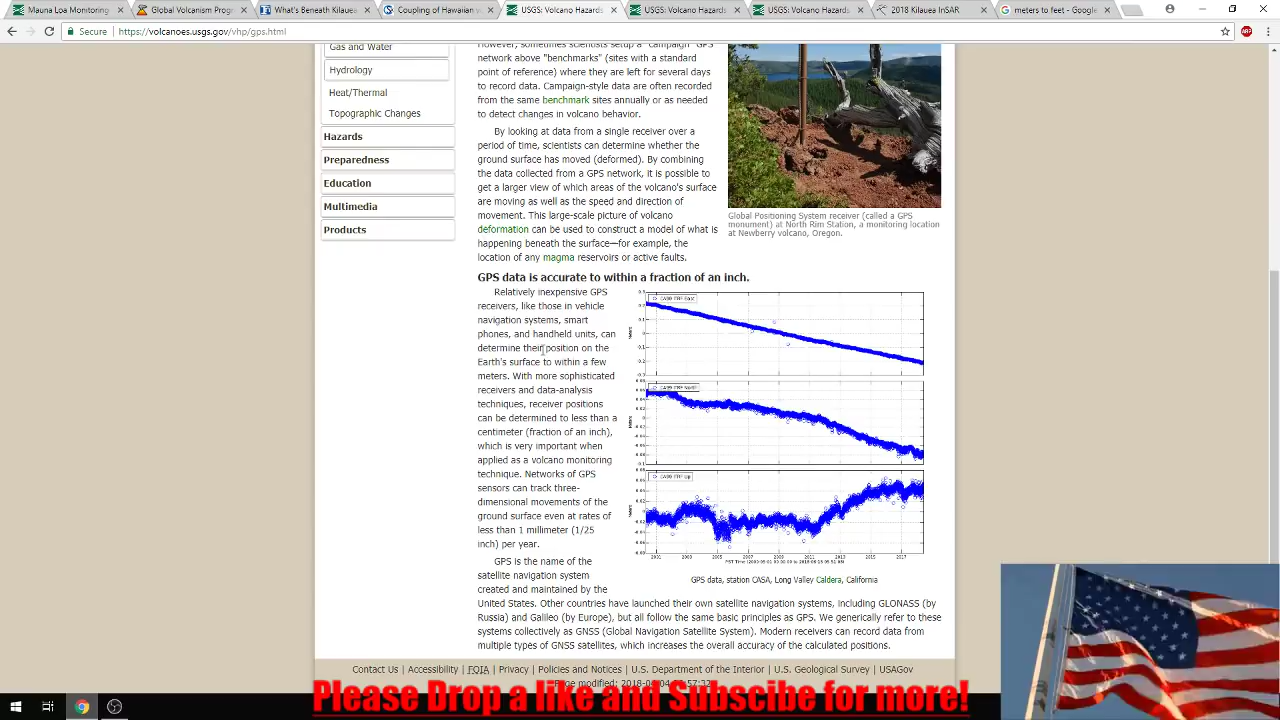 Mauna Loa Monitoring
Global Volcanism Prog
What's Beneath Kilauea
Coupling of Hawaiian v
USGS: Volcano Hazards
USGS: Volcano Hazards
USGS: Volcano Hazards
2018 Kilauea InSAR
meters to feet - Google
Secure
https://volcanoes.usgs.gov/vhp/gps.html
Gas and Water
Hydrology
Heat/Thermal
Topographic Changes
Hazards
Preparedness
Education
Multimedia
Products
However, sometimes scientists setup a "campaign" GPS
network above "benchmarks" (sites with a standard
point of reference) where they are left for several days
to record data. Campaign-style data are often recorded
from the same benchmark sites annually or as needed
to detect changes in volcano behavior.
By looking at data from a single receiver over a
period of time, scientists can determine whether the
ground surface has moved (deformed). By combining
the data collected from a GPS network, it is possible to
get a larger view of which areas of the volcano's surface
are moving as well as the speed and direction of
movement. This large-scale picture of volcano
deformation can be used to construct a model of what is
happening beneath the surface—for example, the
location of any magma reservoirs or active faults.
Global Positioning System receiver (called a GPS
monument) at North Rim Station, a monitoring location
at Newberry volcano, Oregon.
GPS data is accurate to within a fraction of an inch.
Relatively inexpensive GPS
receivers, like those in vehicle
navigation systems, smart
phones, and handheld units, can
determine their position on the
Earth's surface to within a few
meters. With more sophisticated
receivers and data-analysis
techniques, receiver positions
can be determined to less than a
centimeter (fraction of an inch),
which is very important when
applied as a volcano monitoring
technique. Networks of GPS
sensors can track three-
dimensional movements of the
ground surface even at rates of
less than 1 millimeter (1/25
inch) per year.
GPS data, station CASA, Long Valley Caldera, California
GPS is the name of the
satellite navigation system
created and maintained by the
United States. Other countries have launched their own satellite navigation systems, including GLONASS (by
Russia) and Galileo (by Europe), but all follow the same basic principles as GPS. We generally refer to these
systems collectively as GNSS (Global Navigation Satellite System). Modern receivers can record data from
multiple types of GNSS satellites, which increases the overall accuracy of the calculated positions.
Contact Us | Accessibility | FOIA | Privacy | Policies and Notices | U.S. Department of the Interior | U.S. Geological Survey | USAGov
Page modified: 2018
Please Drop a like and Subscibe for more!